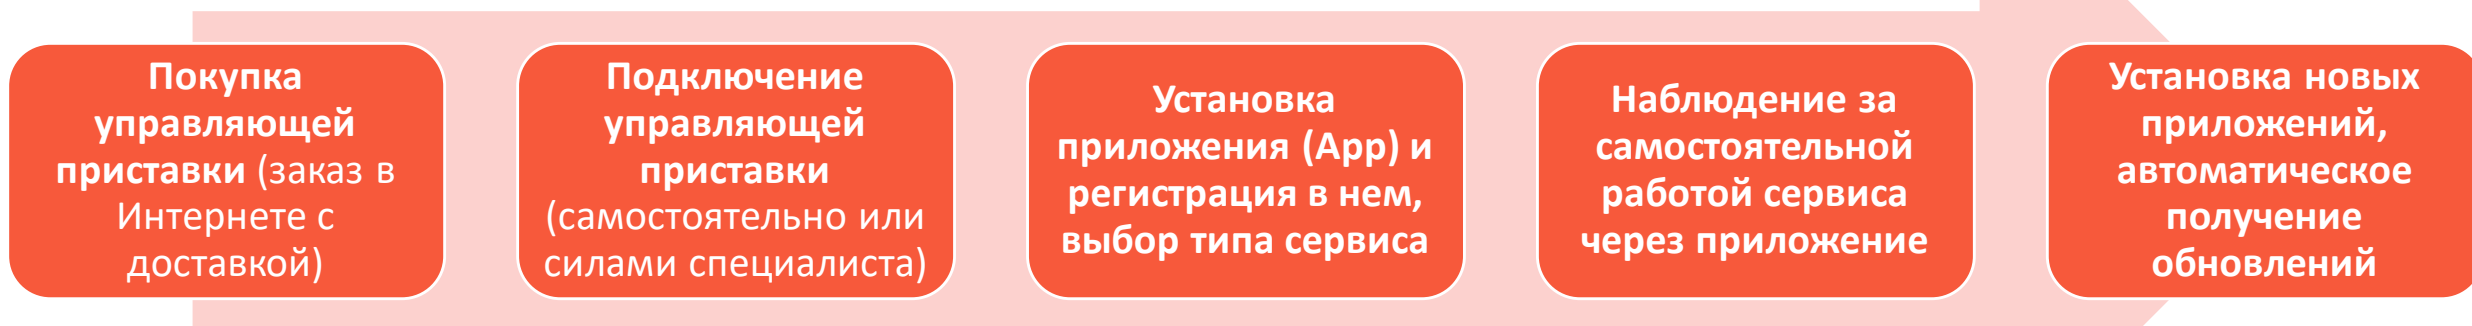 Покупка
управляющей
приставки (заказ в
Интернете с
доставкой)
Подключение
управляющей
приставки
(самостоятельно или
силами специалиста)
Установка
приложения (App) и
регистрация в нем,
выбор типа сервиса
Наблюдение за
самостоятельной
работой сервиса
через приложение
Установка новых
приложений,
автоматическое
получение
обновлений